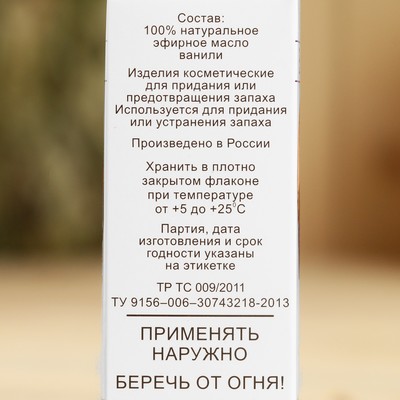 Состав:
100% натуральное
эфирное масло
ванили
Изделия косметические
для придания или
предотвращения запаха
Используется для придания
или устранения запаха
Произведено в России
Хранить в плотно
закрытом флаконе
при температуре
от +5 до +25°С
Партия, дата
изготовления и срок
годности указаны
на этикетке
ТР ТС 009/2011
ТУ 9156–006–30743218-2013
ПРИМЕНЯТЬ
НАРУЖНО
БЕРЕЧЬ ОТ ОГНЯ!